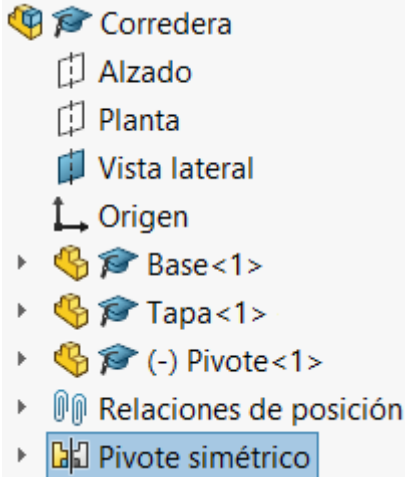 Corredera
Alzado
Planta
Vista lateral
Origen
Base<1>
Tapa<1>
(-) Pivote<1>
Relaciones de posición
Pivote simétrico